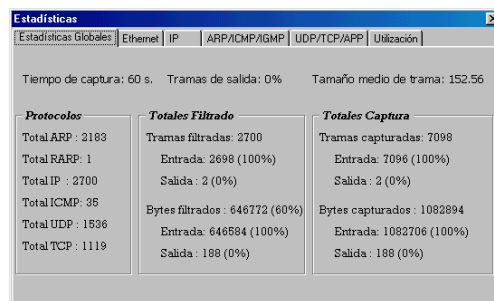 Estadísticas
Estadísticas Globales Ethernet IP ARP/ICMP/IGMP UDP/TCP/APP Utilización
Tiempo de captura: 60 s. Tramas de salida: 0% Tamaño medio de trama: 152.56
Protocolos
Total ARP : 2183
Total RARP: 1
Total IP : 2700
Total ICMP: 35
Total UDP : 1536
Total TCP : 1119
Totales Filtrado
Tramas filtradas: 2700
Entrada: 2698 (100%)
Salida : 2 (0%)
Bytes filtrados : 646772 (60%)
Entrada: 646584 (100%)
Salida : 188 (0%)
Totales Captura
Tramas capturadas: 7098
Entrada: 7096 (100%)
Salida : 2 (0%)
Bytes capturados : 1082894
Entrada: 1082706 (100%)
Salida : 188 (0%)